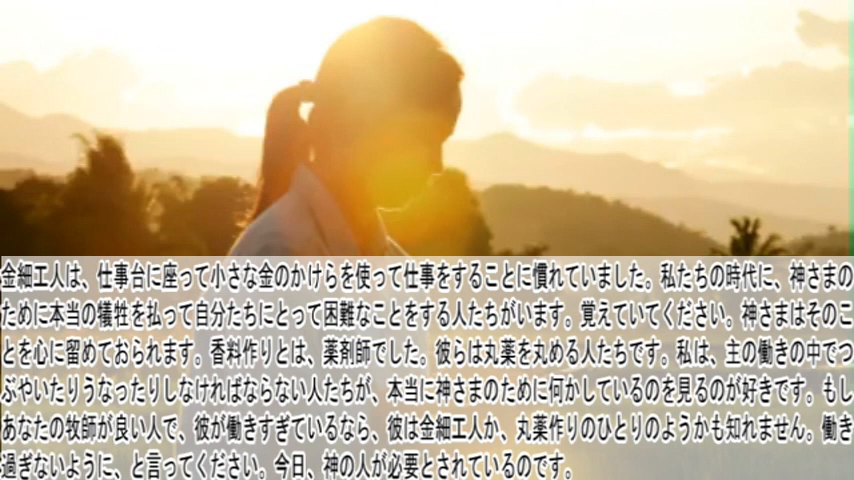 金細工人は、仕事台に座って小さな金のかけらを使って仕事をすることに慣れていました。私たちの時代に、神さまの
ために本当の犠牲を払って自分たちにとって困難なことをする人たちがいます。覚えていてください。神さまはそのこ
とを心に留めておられます。香料作りとは、薬剤師でした。彼らは丸薬を丸める人たちです。私は、主の働きの中でつ
ぶやいたりうなったりしなければならない人たちが、本当に神さまのために何かしているのを見るのが好きです。もし
あなたの牧師が良い人で、彼が働きすぎているなら、彼は金細工人か、丸薬作りのひとりのようかも知れません。働き
過ぎないように、と言ってください。今日、神の人が必要とされているのです。